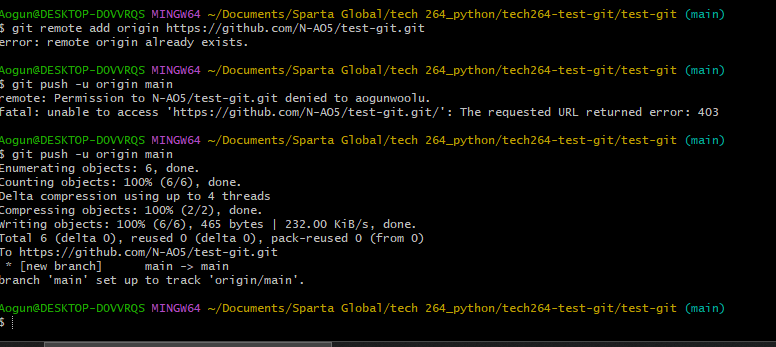 Aogun@DESKTOP-DOVVRQS MINGW64 ~/Documents/Sparta Global/tech 264_python/tech264-test-git/test-git (main)
$ git remote add origin https://github.com/N-AO5/test-git.git
error: remote origin already exists.
Aogun@DESKTOP-DOVVRQS MINGW64 ~/Documents/Sparta Global/tech 264_python/tech264-test-git/test-git (main)
$ git push -u origin main
remote: Permission to N-AO5/test-git.git denied to aogunwoolu.
fatal: unable to access 'https://github.com/N-AO5/test-git.git/': The requested URL returned error: 403
Aogun@DESKTOP-DOVVRQS MINGW64 ~/Documents/Sparta Global/tech 264_python/tech264-test-git/test-git (main)
$ git push -u origin main
Enumerating objects: 6, done.
Counting objects: 100% (6/6), done.
Delta compression using up to 4 threads
Compressing objects: 100% (2/2), done.
Writing objects: 100% (6/6), 465 bytes | 232.00 KiB/s, done.
Total 6 (delta 0), reused 0 (delta 0), pack-reused 0 (from 0)
To https://github.com/N-AO5/test-git.git
 * [new branch]      main -> main
branch 'main' set up to track 'origin/main'.
Aogun@DESKTOP-DOVVRQS MINGW64 ~/Documents/Sparta Global/tech 264_python/tech264-test-git/test-git (main)
$